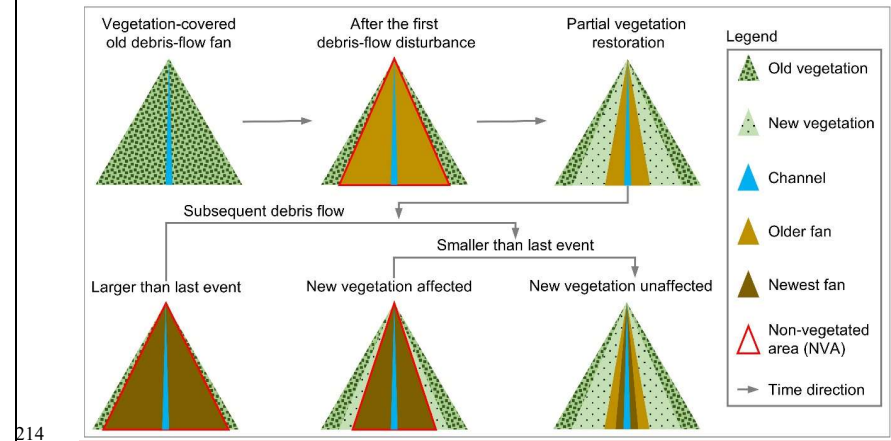 Vegetation-covered
old debris-flow fan
After the first
debris-flow disturbance
Partial vegetation
restoration
Legend
Old vegetation
New vegetation
Channel
Older fan
Newest fan
Non-vegetated
area (NVA)
Time direction
Subsequent debris flow
Smaller than last event
Larger than last event
New vegetation affected
New vegetation unaffected
214